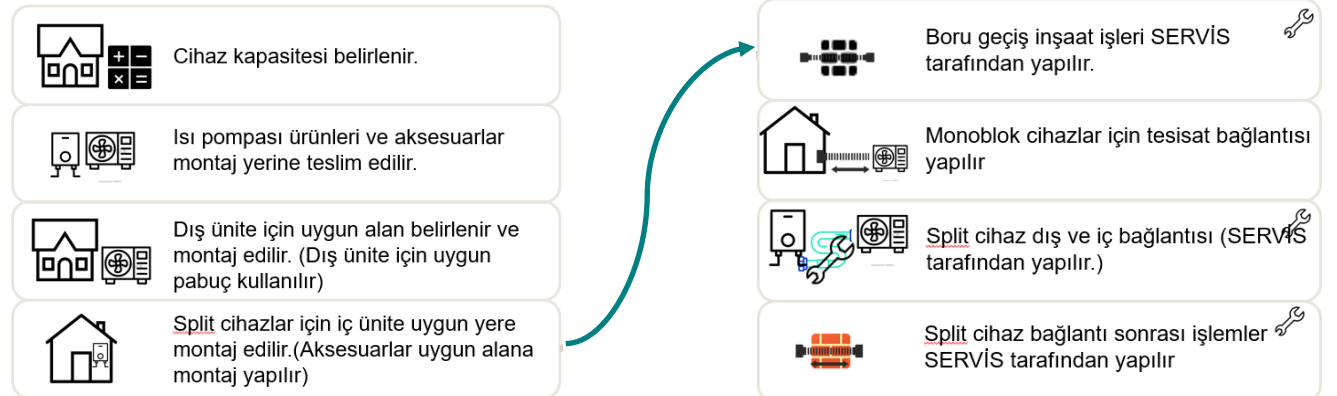 Cihaz kapasitesi belirlenir.
Isı pompası ürünleri ve aksesuarlar
montaj yerine teslim edilir.
Dış ünite için uygun alan belirlenir ve
montaj edilir. (Dış ünite için uygun
pabuç kullanılır)
Split cihazlar için iç ünite uygun yere
montaj edilir.(Aksesuarlar uygun alana
montaj yapılır)
Boru geçiş inşaat işleri SERVİS
tarafından yapılır.
Monoblok cihazlar için tesisat bağlantısı
yapılır
Split cihaz dış ve iç bağlantısı (SERVİS
tarafından yapılır.)
Split cihaz bağlantı sonrası işlemler
SERVİS tarafından yapılır